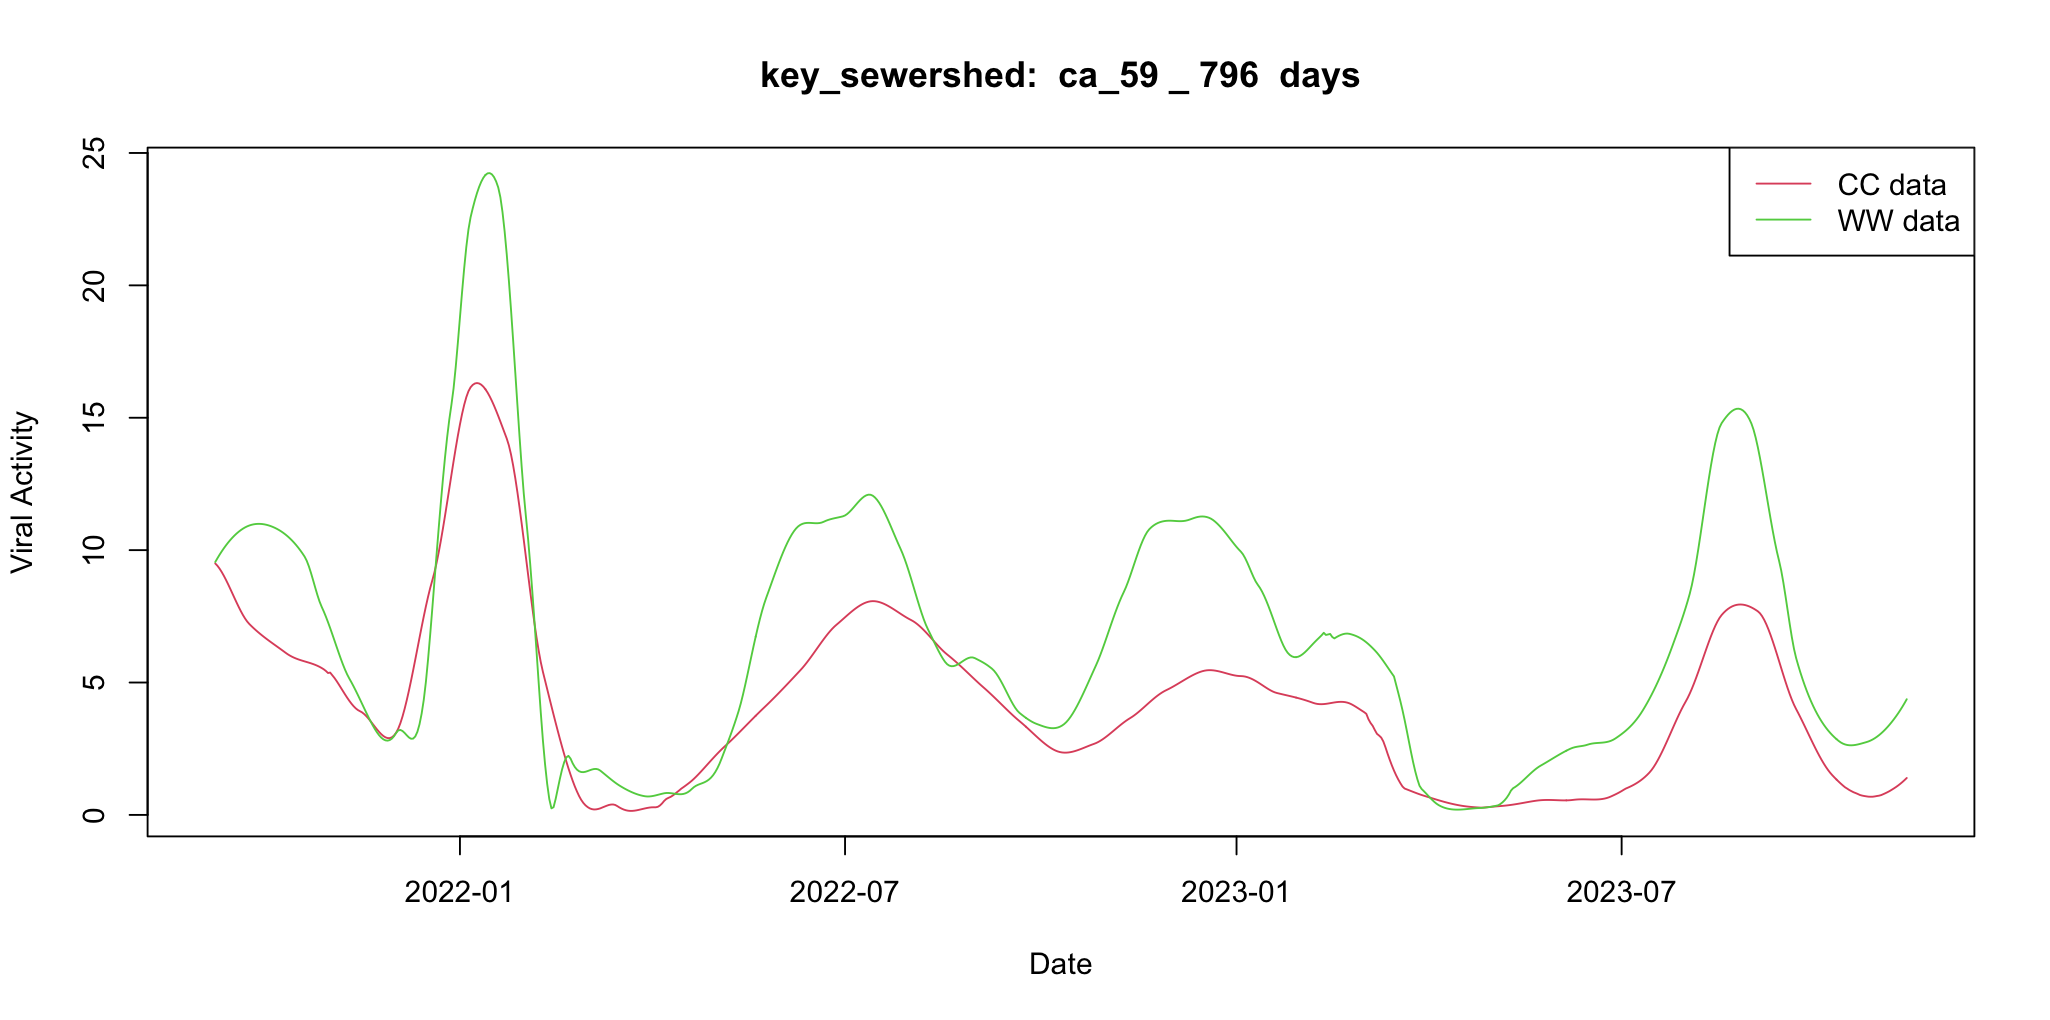 key_sewershed: ca_59 _ 796 days
CC data
WW data
Viral Activity
25
20
15
10
5
0
2022-01
2022-07
2023-01
2023-07
Date